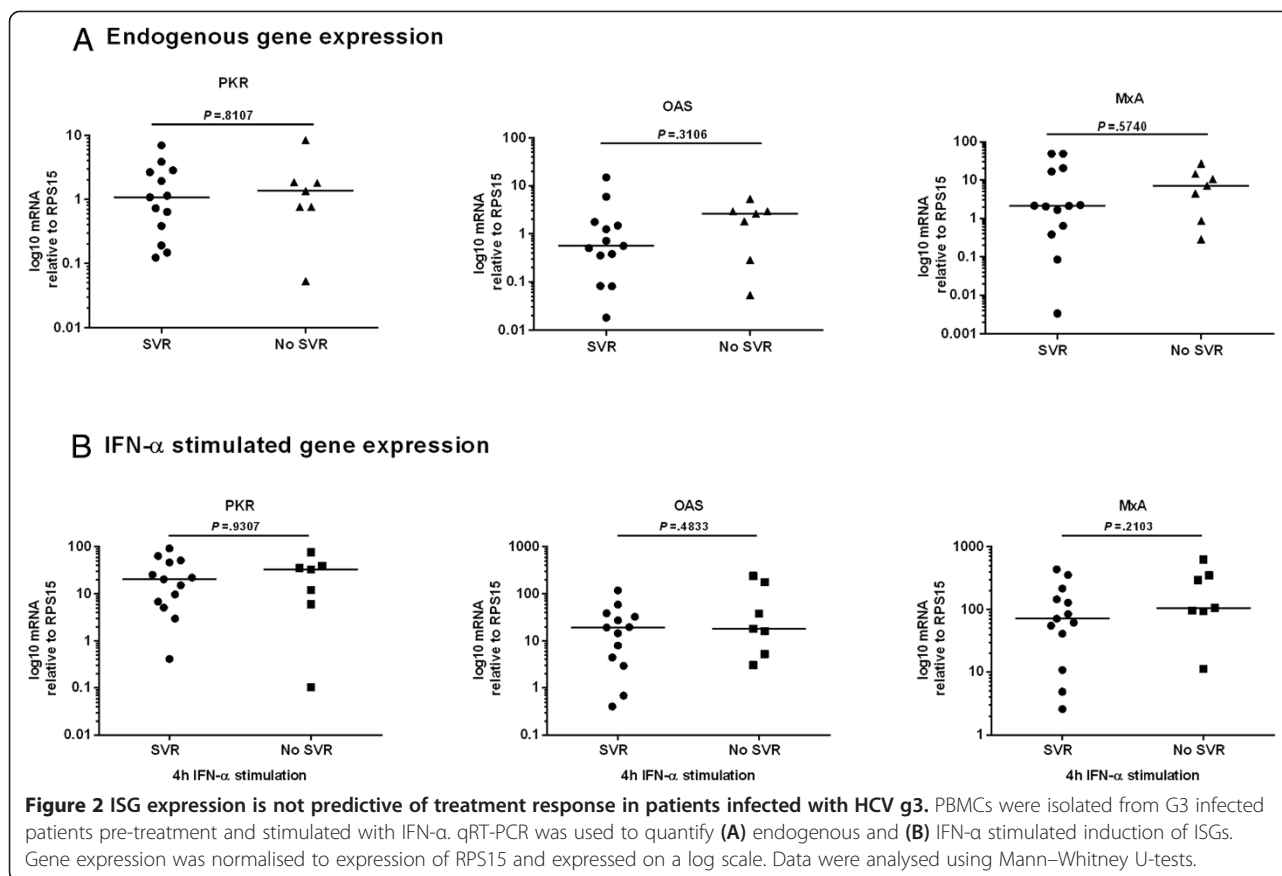 A Endogenous gene expression
PKR
P =.8107
log10 mRNA
relative to RPS15
10
1
0.1
0.01
SVR
No SVR
OAS
P =.3106
log10 mRNA
relative to RPS15
100
10
1
0.1
0.01
SVR
No SVR
MxA
P =.5740
log10 mRNA
relative to RPS15
100
10
1
0.1
0.01
0.001
SVR
No SVR
B IFN-α stimulated gene expression
PKR
P =.9307
log10 mRNA
relative to RPS15
100
10
1
0.1
0.01
SVR
No SVR
4h IFN-α stimulation
OAS
P =.4833
log10 mRNA
relative to RPS15
1000
100
10
1
0.1
SVR
No SVR
4h IFN-α stimulation
MxA
P =.2103
log10 mRNA
relative to RPS15
1000
100
10
1
SVR
No SVR
4h IFN-α stimulation
Figure 2 ISG expression is not predictive of treatment response in patients infected with HCV g3. PBMCs were isolated from G3 infected
patients pre-treatment and stimulated with IFN-α. qRT-PCR was used to quantify (A) endogenous and (B) IFN-α stimulated induction of ISGs.
Gene expression was normalised to expression of RPS15 and expressed on a log scale. Data were analysed using Mann–Whitney U-tests.